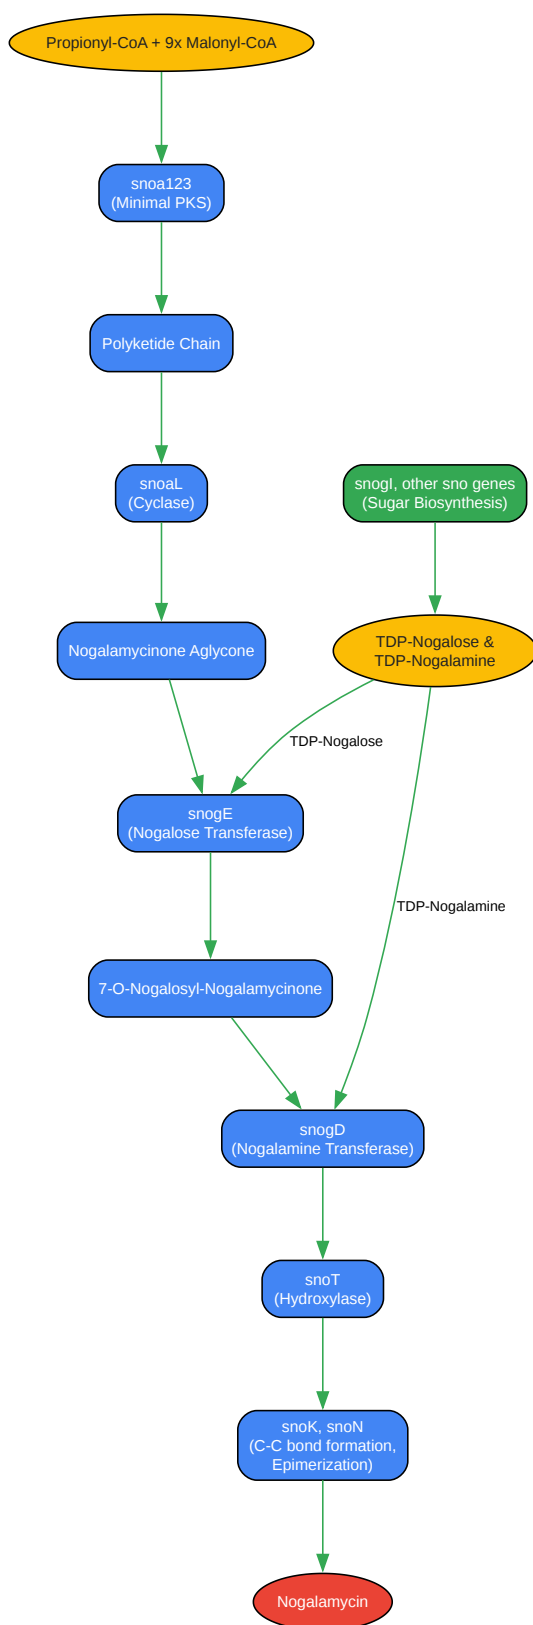 Propionyl-CoA + 9x Malonyl-CoA
snoa123
(Minimal PKS)
Polyketide Chain
snoaL
(Cyclase)
snogI, other sno genes
(Sugar Biosynthesis)
Nogalamycinone Aglycone
TDP-Nogalose &
TDP-Nogalamine
TDP-Nogalose
snogE
(Nogalose Transferase)
TDP-Nogalamine
7-O-Nogalosyl-Nogalamycinone
snogD
(Nogalamine Transferase)
snoT
(Hydroxylase)
snoK, snoN
(C-C bond formation,
Epimerization)
Nogalamycin